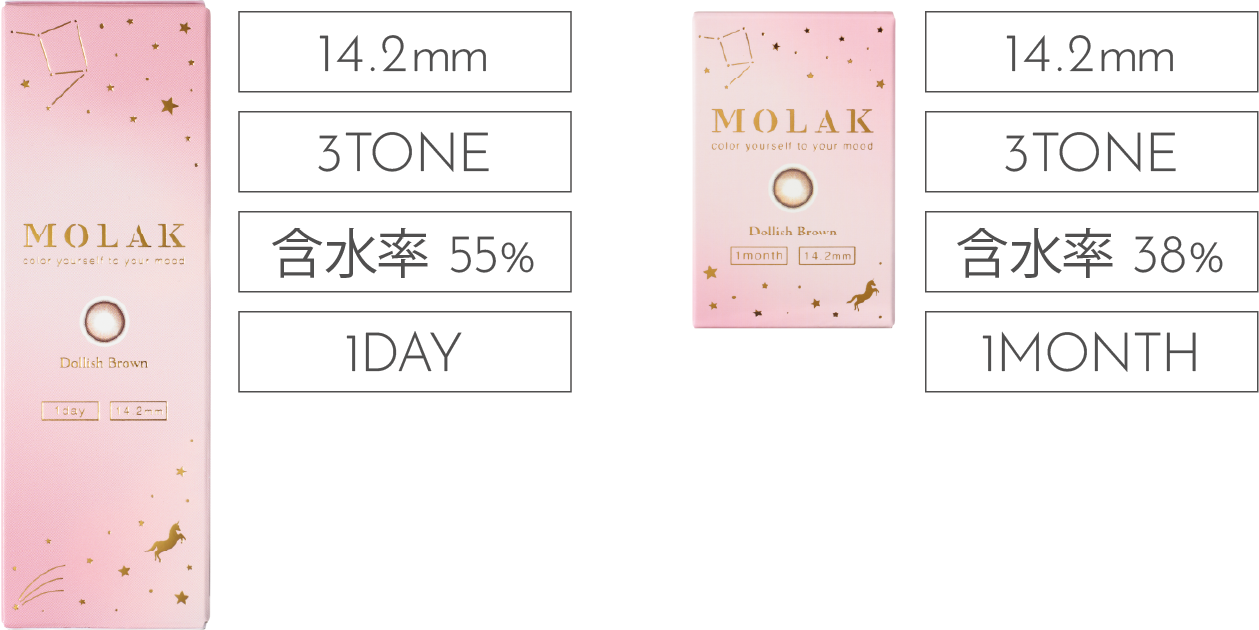 MOLAK
color yourself to your mood
Dollish Brown
1day
14.2mm
14.2mm
3TONE
含水率 55%
1DAY
MOLAK
color yourself to your mood
Dollish Brown
1month
14.2mm
14.2mm
3TONE
含水率 38%
1MONTH